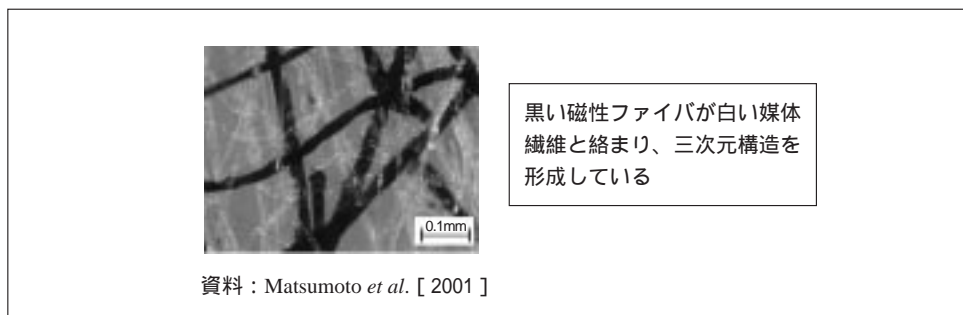 黒い磁性ファイバが白い媒体
繊維と絡まり、三次元構造を
形成している
0.1mm
資料:Matsumoto et al. [ 2001 ]